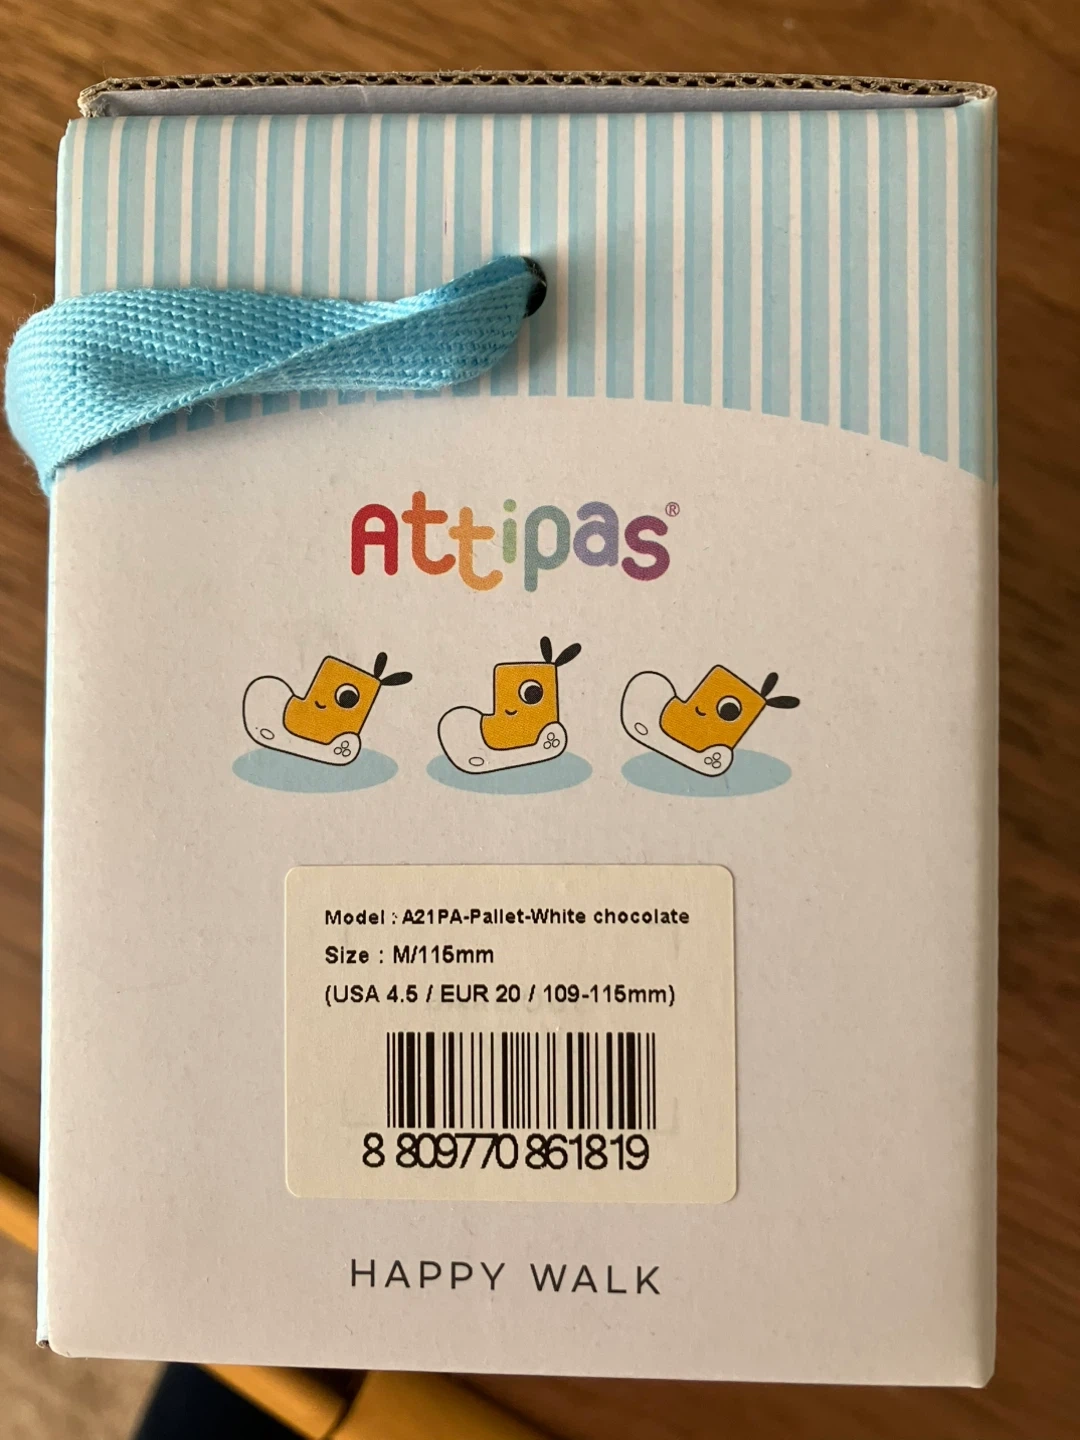 Attipas®
Model : A21PA-Pallet-White chocolate
Size : M/115mm
(USA 4.5 / EUR 20 / 109-115mm)
8 809770 861819
HAPPY WALK